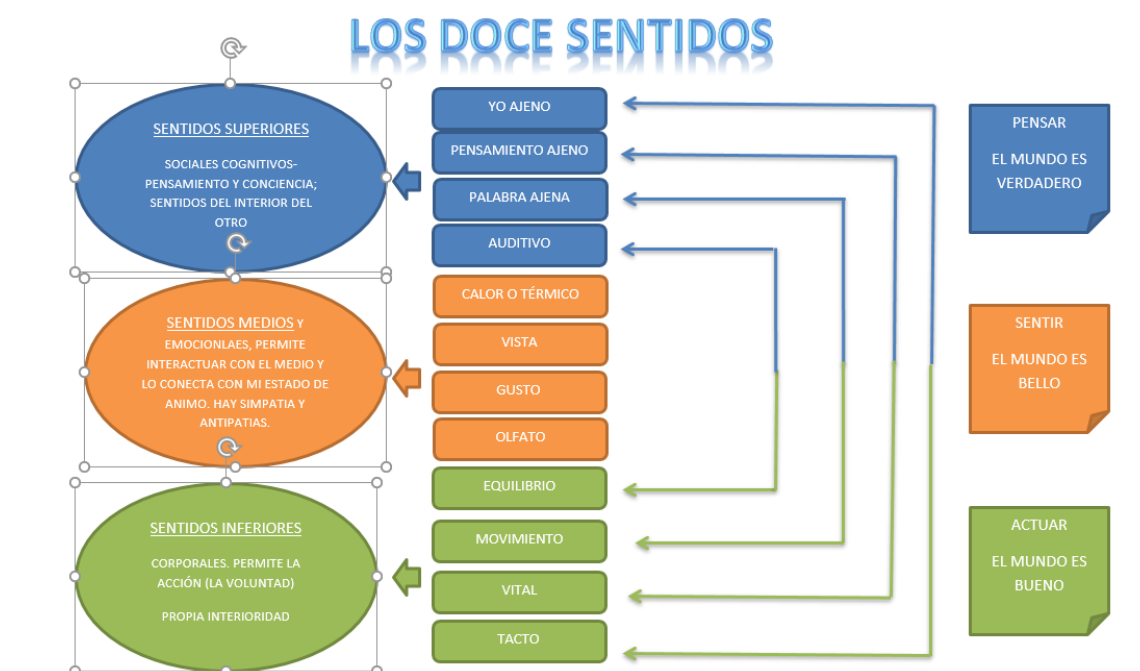 LOS DOCE SENTIDOS
SENTIDOS SUPERIORES
SOCIALES COGNITIVOS-
PENSAMIENTO Y CONCIENCIA;
SENTIDOS DEL INTERIOR DEL
OTRO
SENTIDOS MEDIOS Y
EMOCIONLAES, PERMITE
INTERACTUAR CON EL MEDIO Y
LO CONECTA CON MI ESTADO DE
ANIMO. HAY SIMPATIA Y
ANTIPATIAS.
SENTIDOS INFERIORES
CORPORALES. PERMITE LA
ACCIÓN (LA VOLUNTAD)
PROPIA INTERIORIDAD
YO AJENO
PENSAMIENTO AJENO
PALABRA AJENA
AUDITIVO
CALOR O TÉRMICO
VISTA
GUSTO
OLFATO
EQUILIBRIO
MOVIMIENTO
VITAL
TACTO
PENSAR
EL MUNDO ES
VERDADERO
SENTIR
EL MUNDO ES
BELLO
ACTUAR
EL MUNDO ES
BUENO